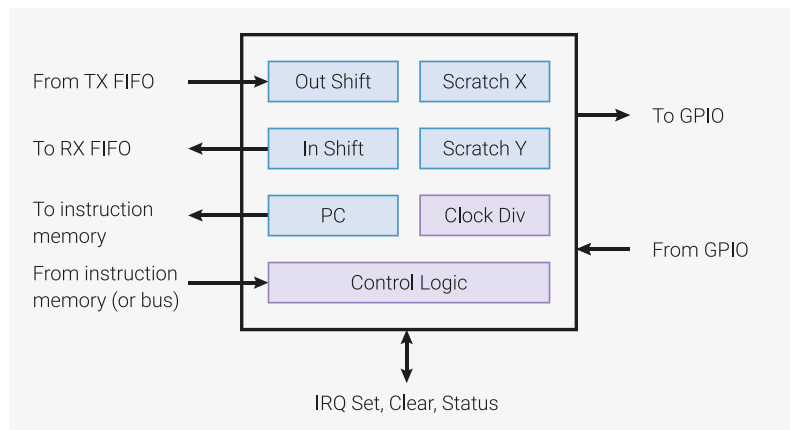 From TX FIFO
Out Shift
Scratch X
To GPIO
To RX FIFO
In Shift
Scratch Y
To instruction
memory
PC
Clock Div
From GPIO
From instruction
memory (or bus)
Control Logic
IRQ Set, Clear, Status